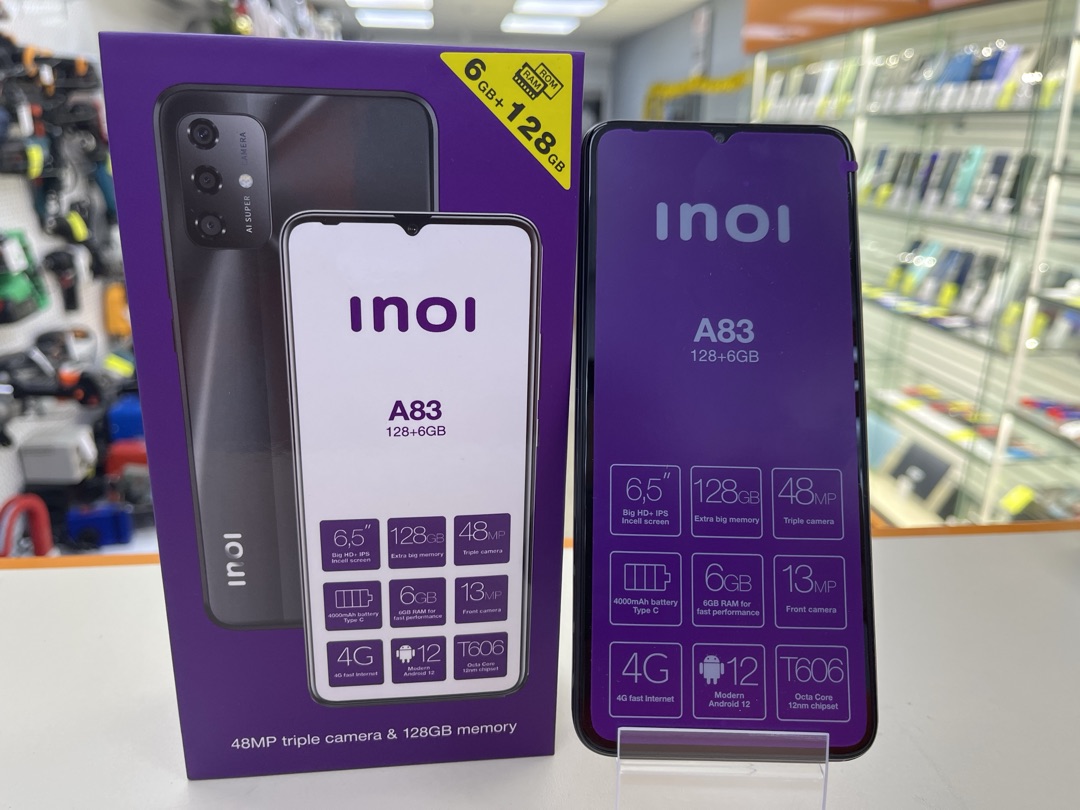 6GB+
RAM
ROM
128GB
AI SUPER CAMERA
INOI
INOI
A83
128+6GB
6,5"
Big HD+ IPS
Incell screen
128GB
Extra big memory
48MP
Triple camera
4000mAh battery
Type C
6GB
6GB RAM for
fast performance
13MP
Front camera
4G
4G fast Internet
12
Modern
Android 12
T606
Octa Core
12nm chipset
48MP triple camera & 128GB memory
INOI
A83
128+6GB
6,5"
Big HD+ IPS
Incell screen
128GB
Extra big memory
48MP
Triple camera
4000mAh battery
Type C
6GB
6GB RAM for
fast performance
13MP
Front camera
4G
4G fast Internet
12
Modern
Android 12
T606
Octa Core
12nm chipset